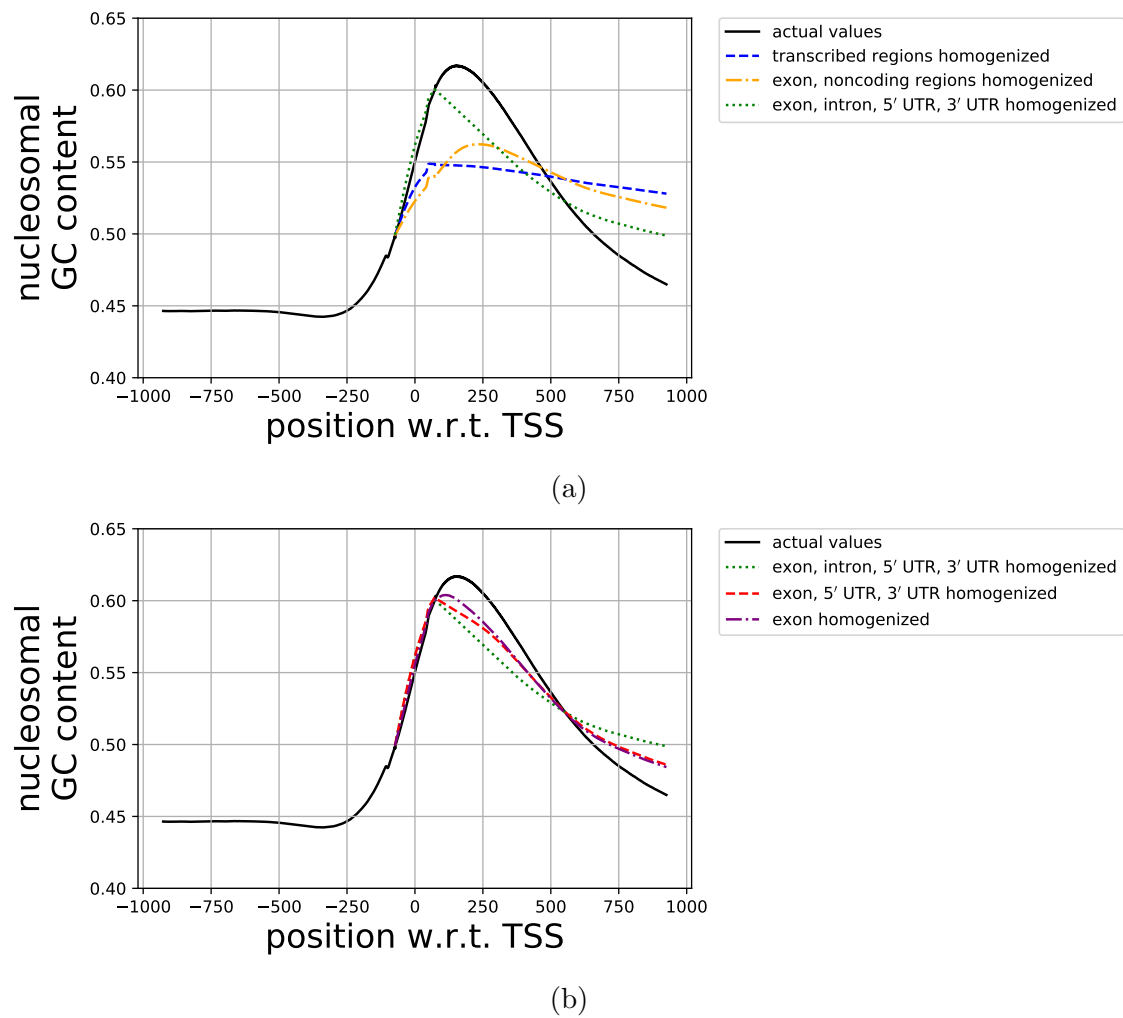 0.65
0.60
0.55
0.50
0.45
0.40
nucleosomal
GC content
−1000 −750 −500 −250 0 250 500 750 1000
position w.r.t. TSS
actual values
transcribed regions homogenized
exon, noncoding regions homogenized
exon, intron, 5′ UTR, 3′ UTR homogenized
(a)
0.65
0.60
0.55
0.50
0.45
0.40
nucleosomal
GC content
−1000 −750 −500 −250 0 250 500 750 1000
position w.r.t. TSS
actual values
exon, intron, 5′ UTR, 3′ UTR homogenized
exon, 5′ UTR, 3′ UTR homogenized
exon homogenized
(b)